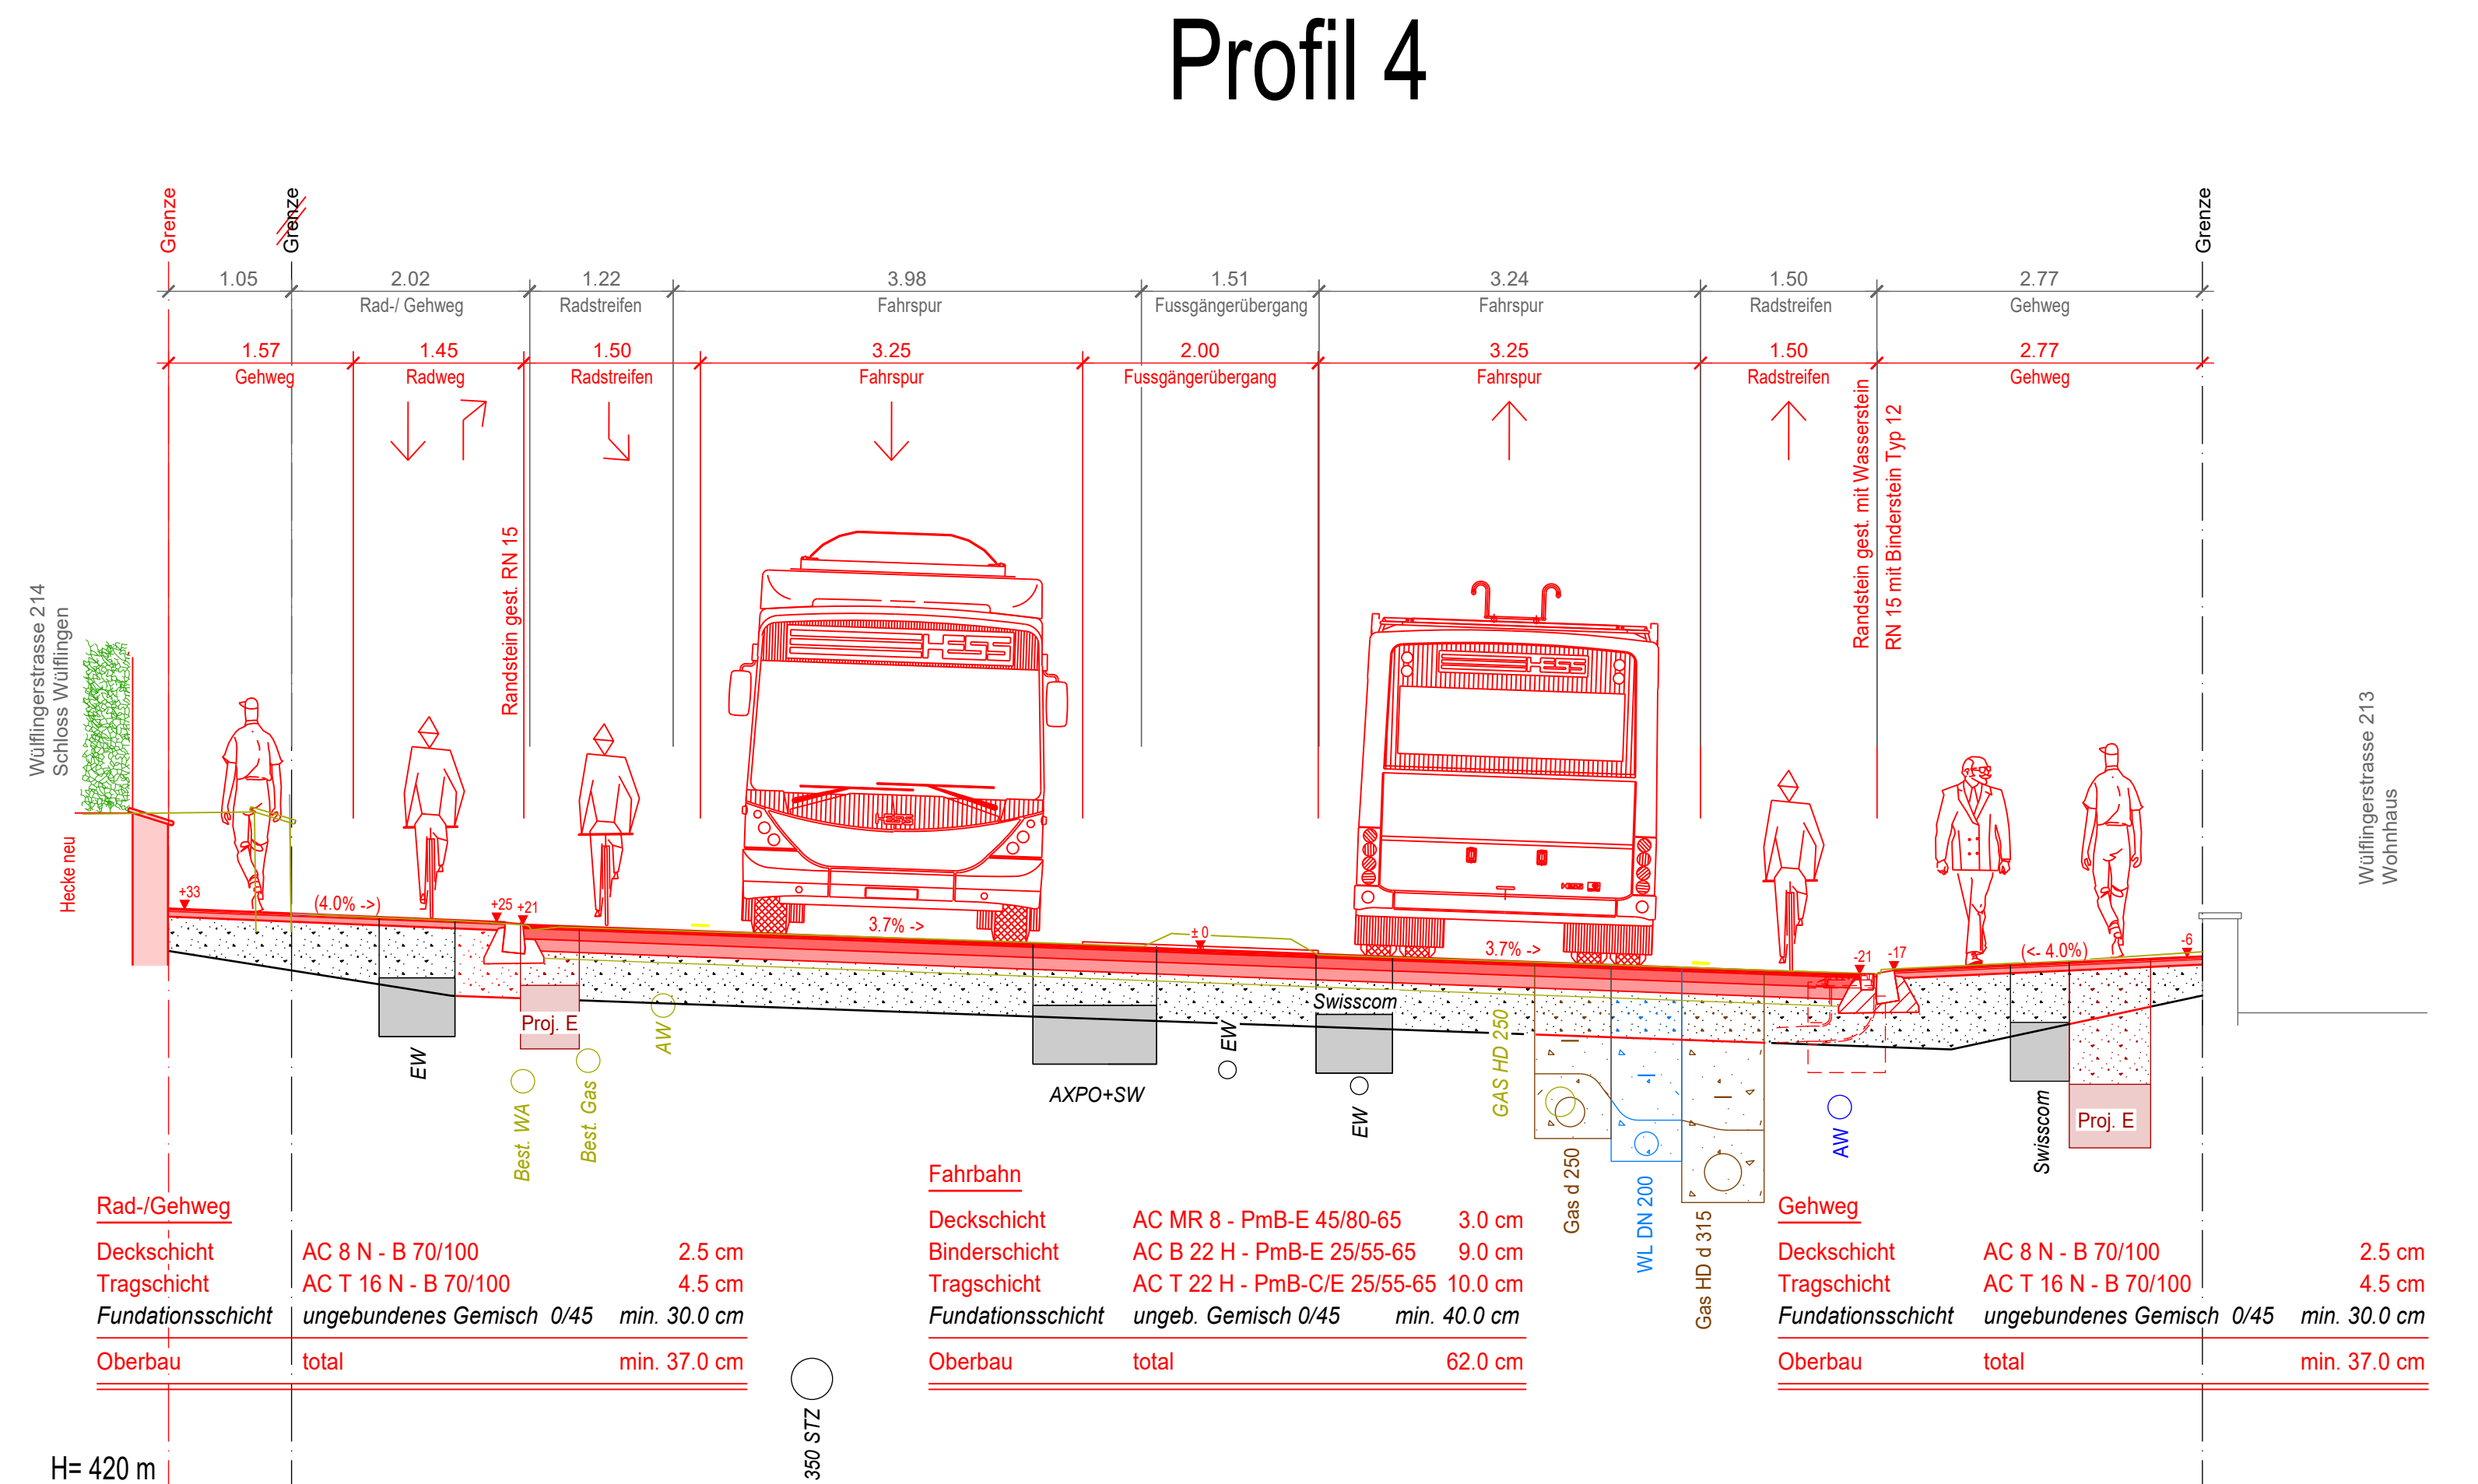 Profil 4
Grenze
Grenze
Grenze
1.05
2.02
1.22
3.98
1.51
3.24
1.50
2.77
Rad-/ Gehweg
Radstreifen
Fahrspur
Fussgängerübergang
Fahrspur
Radstreifen
Gehweg
1.57
1.45
1.50
3.25
2.00
3.25
1.50
2.77
Gehweg
Radweg
Radstreifen
Fahrspur
Fussgängerübergang
Fahrspur
Radstreifen
Gehweg
Randstein gest. RN 15
Randstein gest. mit Wasserstein
RN 15 mit Binderstein Typ 12
Wülflingerstrasse 214
Schloss Wülflingen
Hecke neu
Wülflingerstrasse 213
Wohnhaus
HESS
HESS
HESS
HESS
+33
(4.0% ->)
+25
+21
3.7% ->
± 0
3.7% ->
-21
-17
(<- 4.0%)
-6
EW
Proj. E
Best. WA
Best. Gas
AW
AXPO+SW
EW
Swisscom
EW
GAS HD 250
Gas d 250
WL DN 200
Gas HD d 315
AW
Swisscom
Proj. E
Rad-/Gehweg
Deckschicht AC 8 N - B 70/100 2.5 cm
Tragschicht AC T 16 N - B 70/100 4.5 cm
Fundationsschicht ungebundenes Gemisch 0/45 min. 30.0 cm
Oberbau total min. 37.0 cm
Fahrbahn
Deckschicht AC MR 8 - PmB-E 45/80-65 3.0 cm
Binderschicht AC B 22 H - PmB-E 25/55-65 9.0 cm
Tragschicht AC T 22 H - PmB-C/E 25/55-65 10.0 cm
Fundationsschicht ungeb. Gemisch 0/45 min. 40.0 cm
Oberbau total 62.0 cm
Gehweg
Deckschicht AC 8 N - B 70/100 2.5 cm
Tragschicht AC T 16 N - B 70/100 4.5 cm
Fundationsschicht ungebundenes Gemisch 0/45 min. 30.0 cm
Oberbau total min. 37.0 cm
350 STZ
H= 420 m